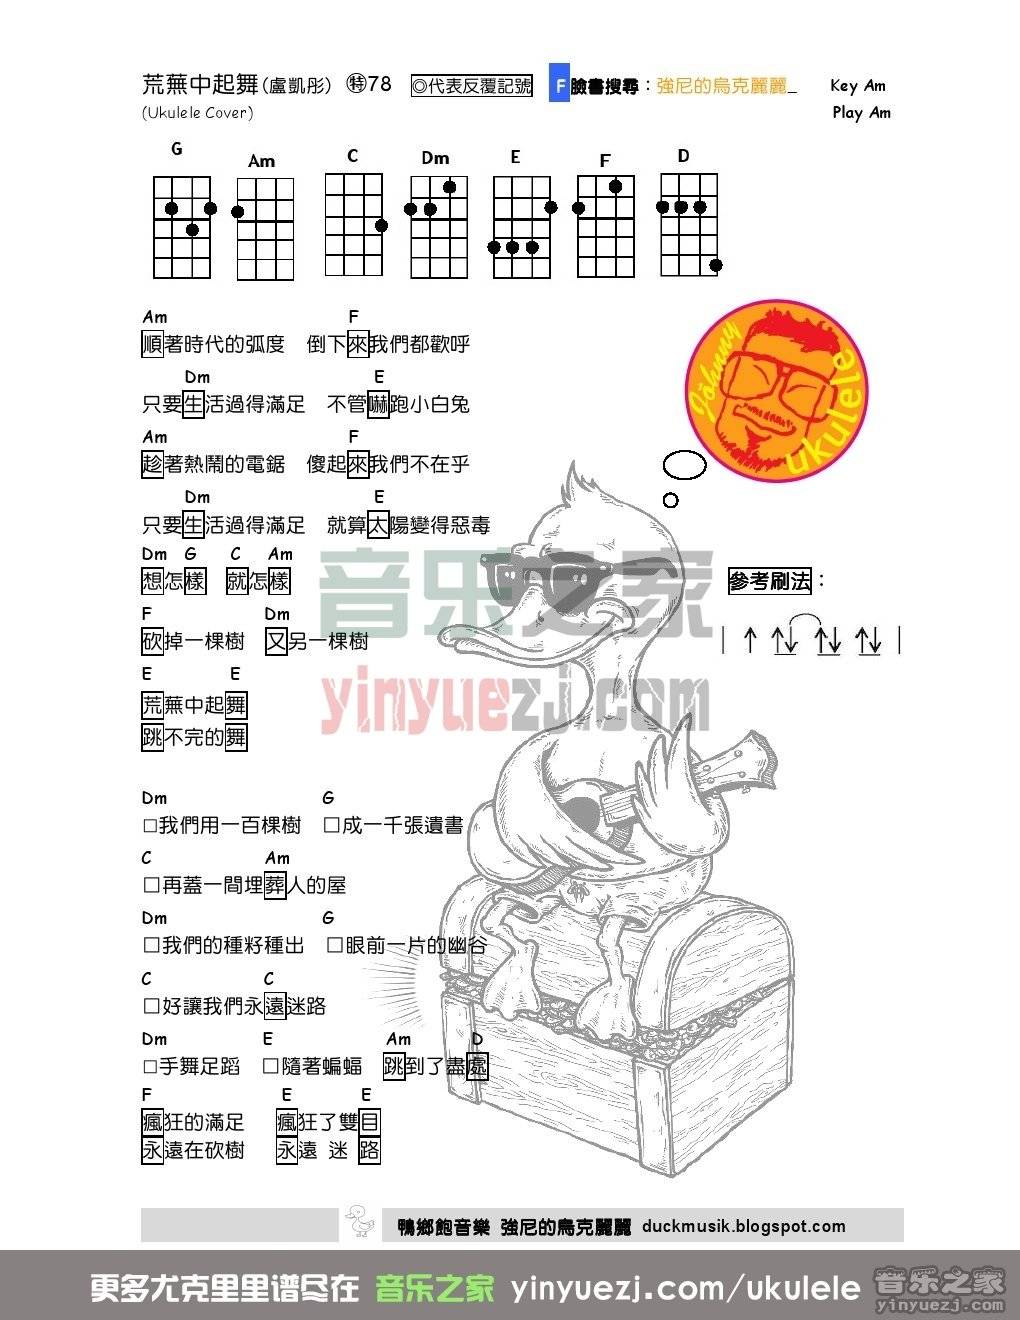 荒蕪中起舞(盧凱彤) ㊕78 ◎代表反覆記號 F 臉書搜尋：強尼的烏克麗麗_ Key Am
(Ukulele Cover) Play Am
G Am C Dm E F D
Am F
順著時代的弧度 倒下來我們都歡呼
Dm E
只要生活過得滿足 不管嚇跑小白兔
Am F
趁著熱鬧的電鋸 傻起來我們不在乎
Dm E
只要生活過得滿足 就算太陽變得惡毒
Dm G C Am
想怎樣 就怎樣
F Dm
砍掉一棵樹 又另一棵樹
E E
荒蕪中起舞
跳不完的舞
Dm G
□我們用一百棵樹 □成一千張遺書
C Am
□再蓋一間埋葬人的屋
Dm G
□我們的種籽種出 □眼前一片的幽谷
C C
□好讓我們永遠迷路
Dm E Am D
□手舞足蹈 □隨著蝙蝠 跳到了盡處
F E E
瘋狂的滿足 瘋狂了雙目
永遠在砍樹 永遠 迷 路
Johnny ukulele
參考刷法：
音乐之家
yinyuezj.com
鴨鄉飽音樂 強尼的烏克麗麗 duckmusik.blogspot.com
更多尤克里里谱尽在 音乐之家 yinyuezj.com/ukulele
音乐之家
yinyuezj.com